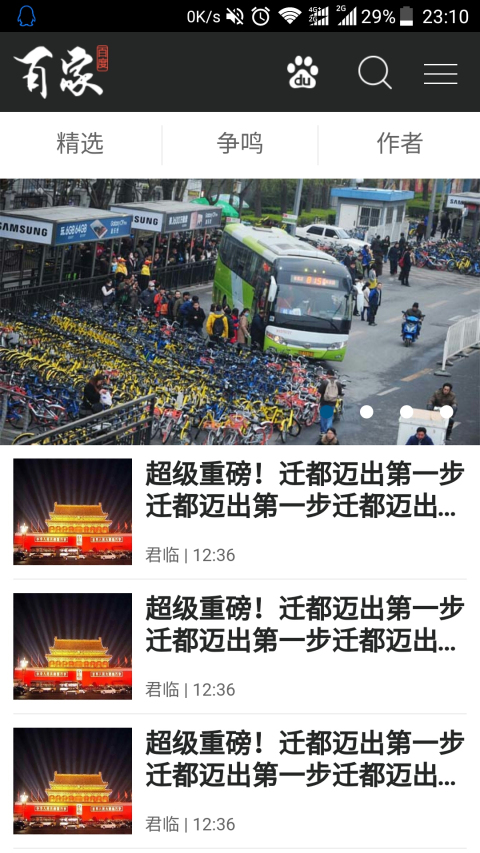 0K/s 4G 2G 2G 29% 23:10
百家 百度
du
精选 争鸣 作者
SAMSUNG S6 64GB
SUNG
SAMS
超级重磅！迁都迈出第一步
迁都迈出第一步迁都迈出...
君临 | 12:36
超级重磅！迁都迈出第一步
迁都迈出第一步迁都迈出...
君临 | 12:36
超级重磅！迁都迈出第一步
迁都迈出第一步迁都迈出...
君临 | 12:36